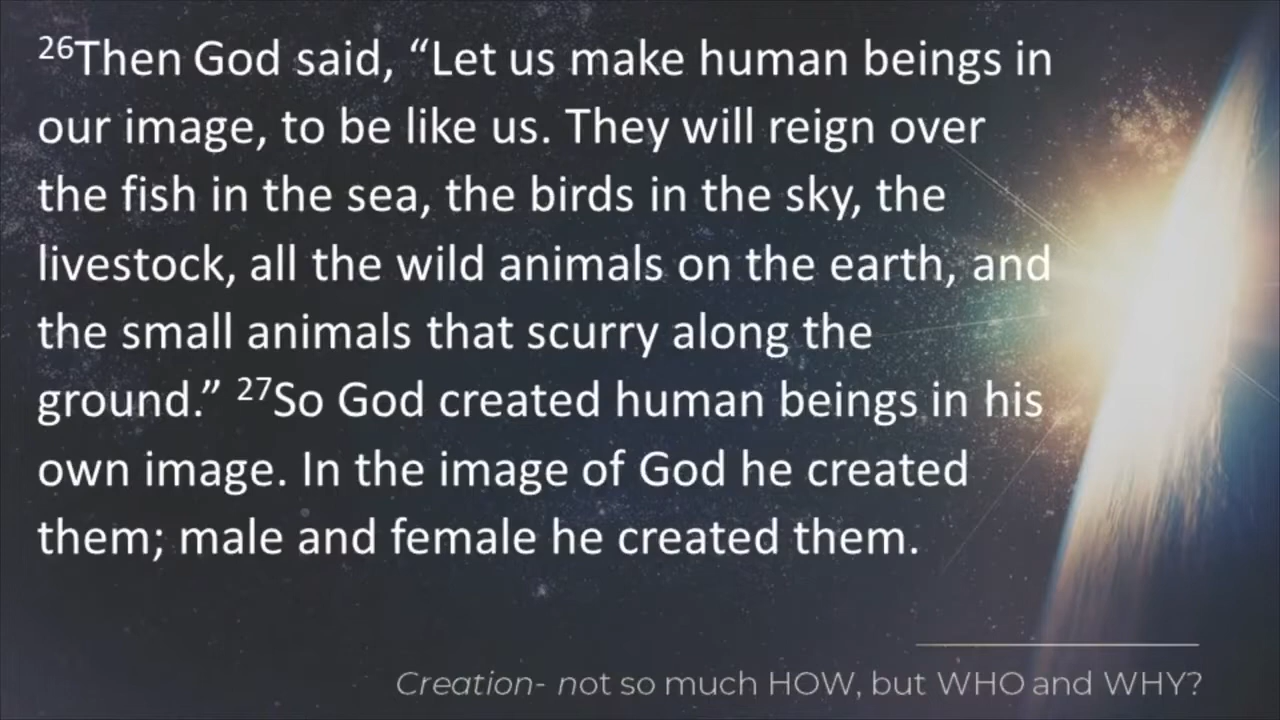 ²⁶Then God said, “Let us make human beings in
our image, to be like us. They will reign over
the fish in the sea, the birds in the sky, the
livestock, all the wild animals on the earth, and
the small animals that scurry along the
ground.” ²⁷So God created human beings in his
own image. In the image of God he created
them; male and female he created them.
Creation- not so much HOW, but WHO and WHY?